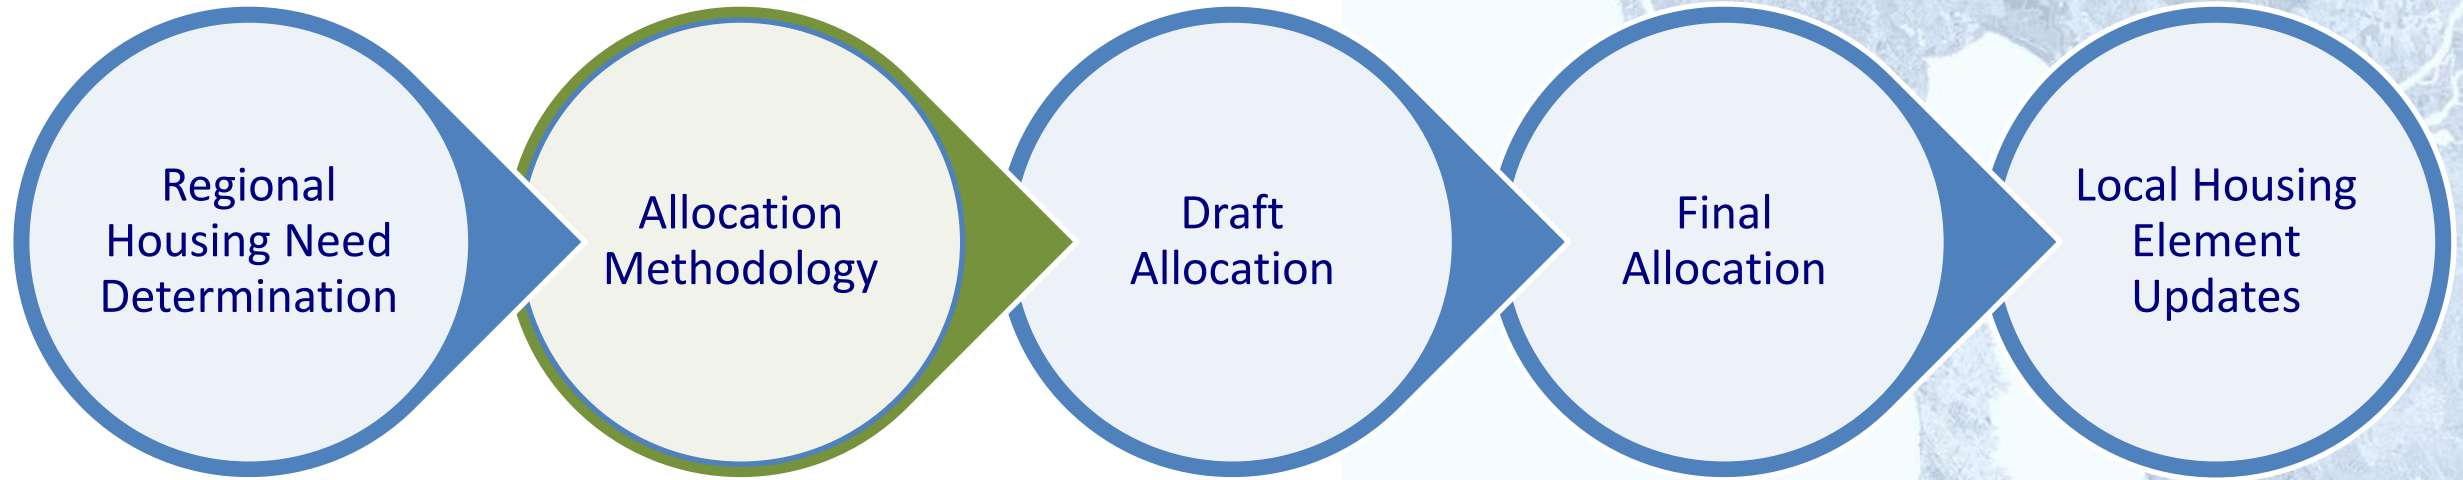 Regional
Housing Need
Determination
Allocation
Methodology
Draft
Allocation
Final
Allocation
Local Housing
Element
Updates